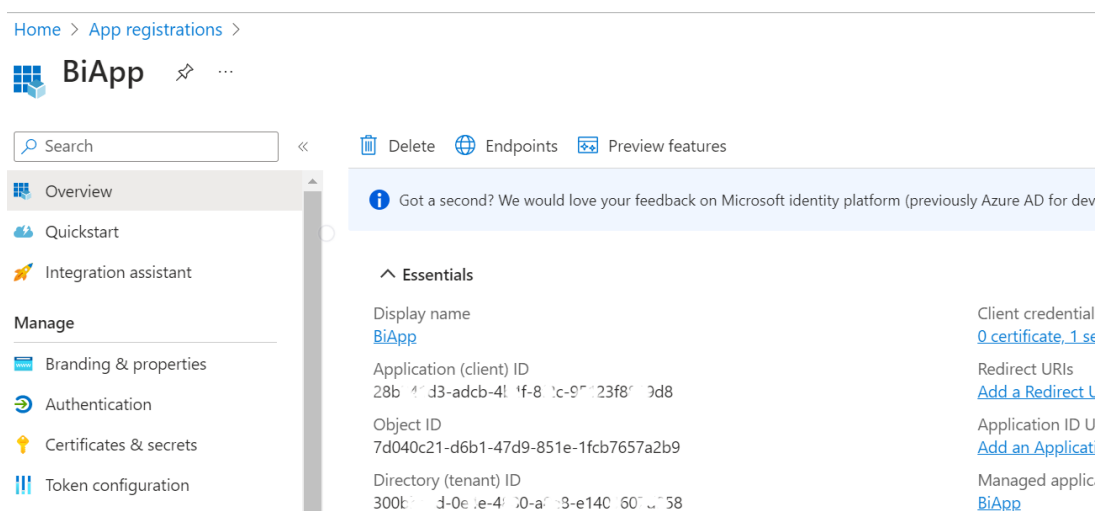 Home > App registrations >
BiApp
Search
Delete
Endpoints
Preview features
Overview
Got a second? We would love your feedback on Microsoft identity platform (previously Azure AD for dev
Quickstart
Integration assistant
Essentials
Manage
Display name
BiApp
Client credential
0 certificate, 1 se
Branding & properties
Application (client) ID
Redirect URIs
Add a Redirect U
Authentication
Object ID
7d040c21-d6b1-47d9-851e-1fcb7657a2b9
Application ID U
Add an Applicati
Certificates & secrets
Directory (tenant) ID
Managed applica
BiApp
Token configuration